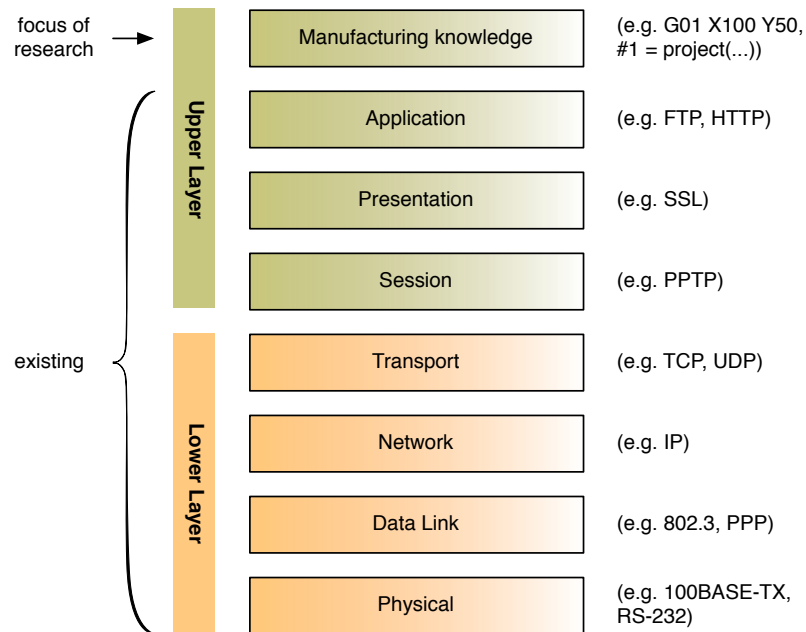 focus of
research
Manufacturing knowledge
(e.g. G01 X100 Y50,
#1 = project(...))
Upper Layer
Application
(e.g. FTP, HTTP)
Presentation
(e.g. SSL)
Session
(e.g. PPTP)
existing
Lower Layer
Transport
(e.g. TCP, UDP)
Network
(e.g. IP)
Data Link
(e.g. 802.3, PPP)
Physical
(e.g. 100BASE-TX,
RS-232)